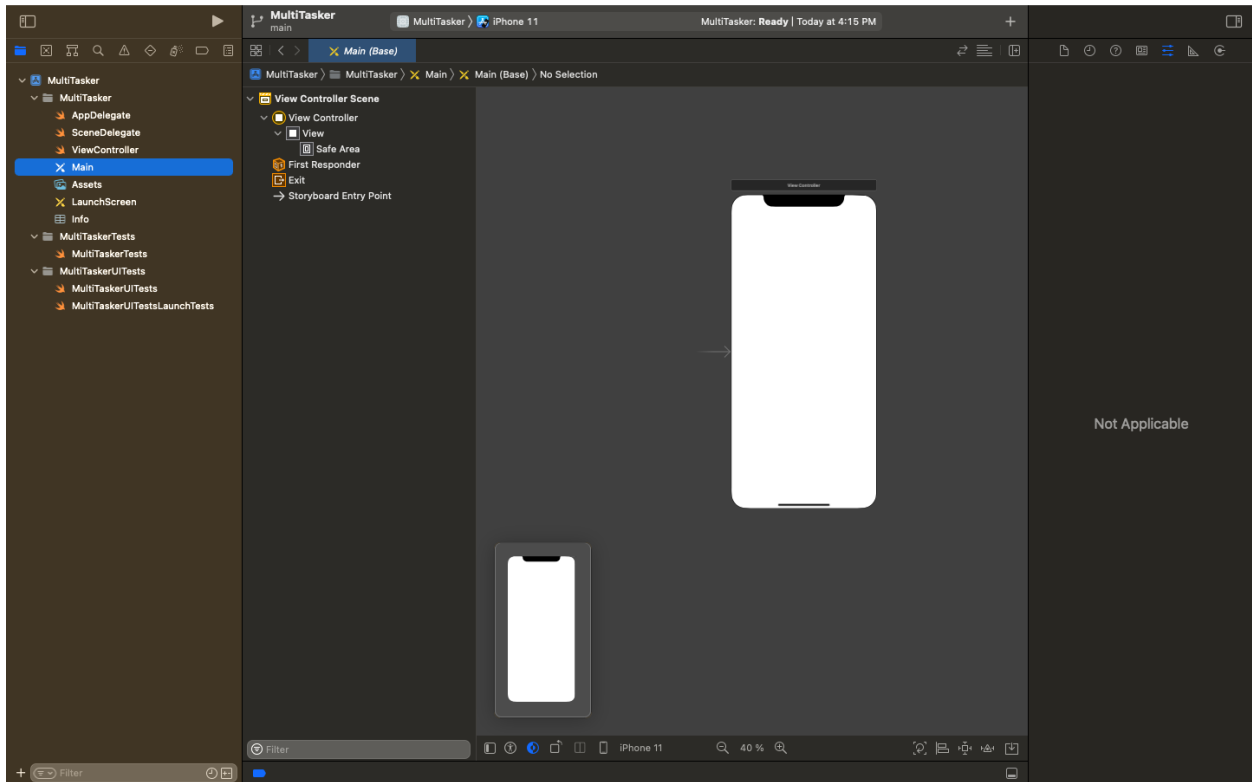 MultiTasker
main
MultiTasker 〉 iPhone 11
MultiTasker: Ready | Today at 4:15 PM
Main (Base)
MultiTasker 〉 MultiTasker 〉 Main 〉 Main (Base) 〉 No Selection
MultiTasker
MultiTasker
AppDelegate
SceneDelegate
ViewController
Main
Assets
LaunchScreen
Info
MultiTaskerTests
MultiTaskerTests
MultiTaskerUITests
MultiTaskerUITests
MultiTaskerUITestsLaunchTests
Filter
View Controller Scene
View Controller
View
Safe Area
First Responder
Exit
Storyboard Entry Point
Filter
View Controller
iPhone 11
40 %
Not Applicable